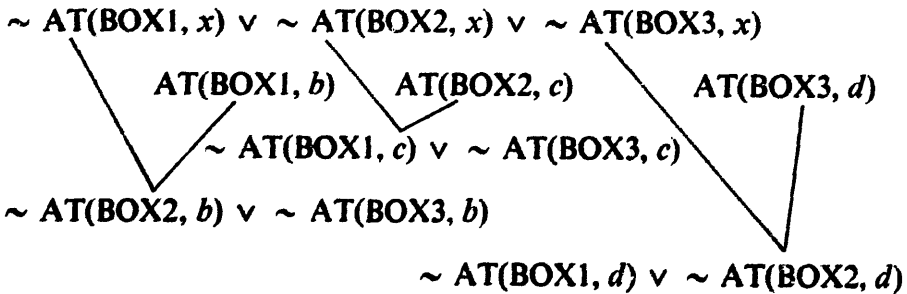 ~ AT(BOX1, x) ∨ ~ AT(BOX2, x) ∨ ~ AT(BOX3, x)
AT(BOX1, b) AT(BOX2, c) AT(BOX3, d)
~ AT(BOX1, c) ∨ ~ AT(BOX3, c)
~ AT(BOX2, b) ∨ ~ AT(BOX3, b)
~ AT(BOX1, d) ∨ ~ AT(BOX2, d)